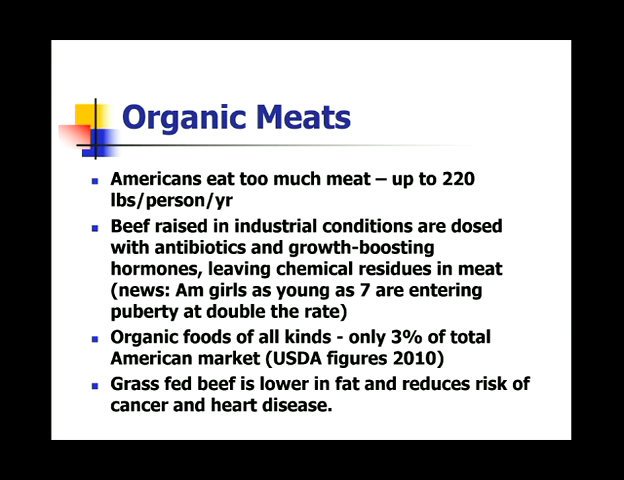 Organic Meats
Americans eat too much meat – up to 220
lbs/person/yr
Beef raised in industrial conditions are dosed
with antibiotics and growth-boosting
hormones, leaving chemical residues in meat
(news: Am girls as young as 7 are entering
puberty at double the rate)
Organic foods of all kinds - only 3% of total
American market (USDA figures 2010)
Grass fed beef is lower in fat and reduces risk of
cancer and heart disease.